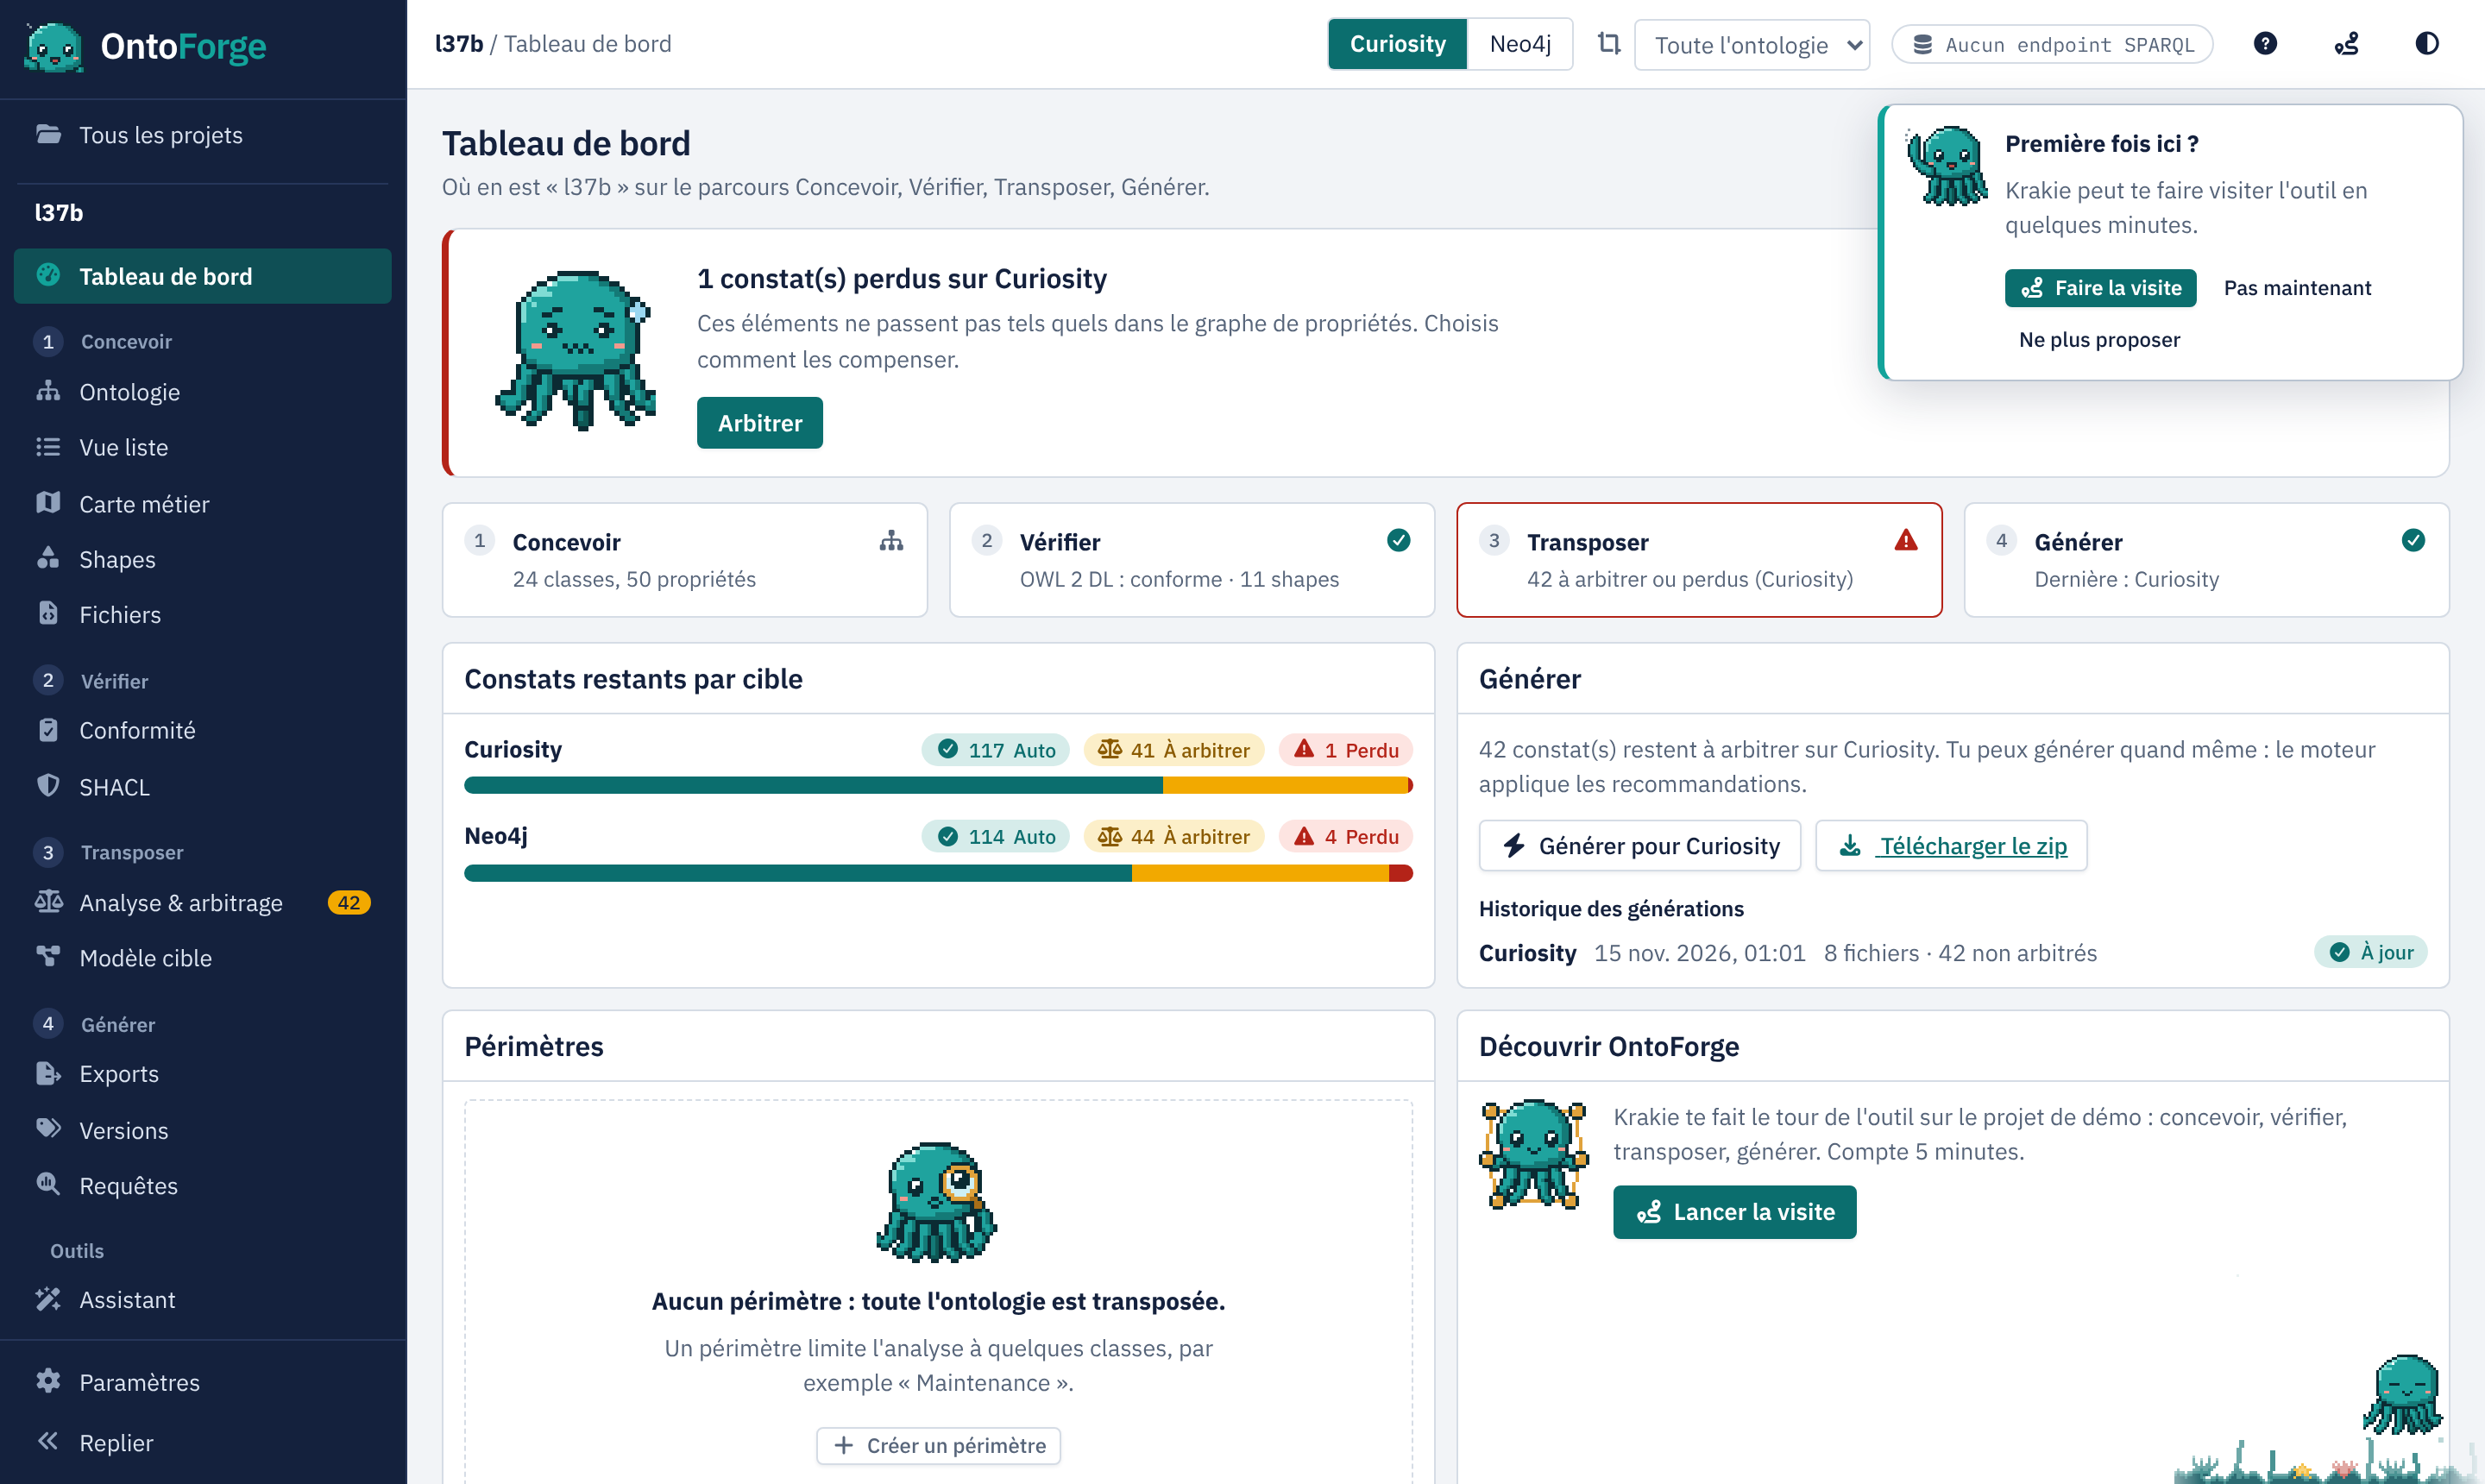 OntoForge
Tous les projets
l37b
Tableau de bord
1 Concevoir
Ontologie
Vue liste
Carte métier
Shapes
Fichiers
2 Vérifier
Conformité
SHACL
3 Transposer
Analyse & arbitrage 42
Modèle cible
4 Générer
Exports
Versions
Requêtes
Outils
Assistant
Paramètres
Replier
l37b / Tableau de bord
Curiosity Neo4j Toute l'ontologie Aucun endpoint SPARQL ?
Première fois ici ?
Krakie peut te faire visiter l'outil en
quelques minutes.
Faire la visite Pas maintenant
Ne plus proposer
Tableau de bord
Où en est « l37b » sur le parcours Concevoir, Vérifier, Transposer, Générer.
1 constat(s) perdus sur Curiosity
Ces éléments ne passent pas tels quels dans le graphe de propriétés. Choisis
comment les compenser.
Arbitrer
1 Concevoir
24 classes, 50 propriétés
2 Vérifier
OWL 2 DL : conforme · 11 shapes
3 Transposer
42 à arbitrer ou perdus (Curiosity)
4 Générer
Dernière : Curiosity
Constats restants par cible
Curiosity 117 Auto 41 À arbitrer 1 Perdu
Neo4j 114 Auto 44 À arbitrer 4 Perdu
Générer
42 constat(s) restent à arbitrer sur Curiosity. Tu peux générer quand même : le moteur
applique les recommandations.
Générer pour Curiosity Télécharger le zip
Historique des générations
Curiosity 15 nov. 2026, 01:01 8 fichiers · 42 non arbitrés À jour
Périmètres
Aucun périmètre : toute l'ontologie est transposée.
Un périmètre limite l'analyse à quelques classes, par
exemple « Maintenance ».
+ Créer un périmètre
Découvrir OntoForge
Krakie te fait le tour de l'outil sur le projet de démo : concevoir, vérifier,
transposer, générer. Compte 5 minutes.
Lancer la visite